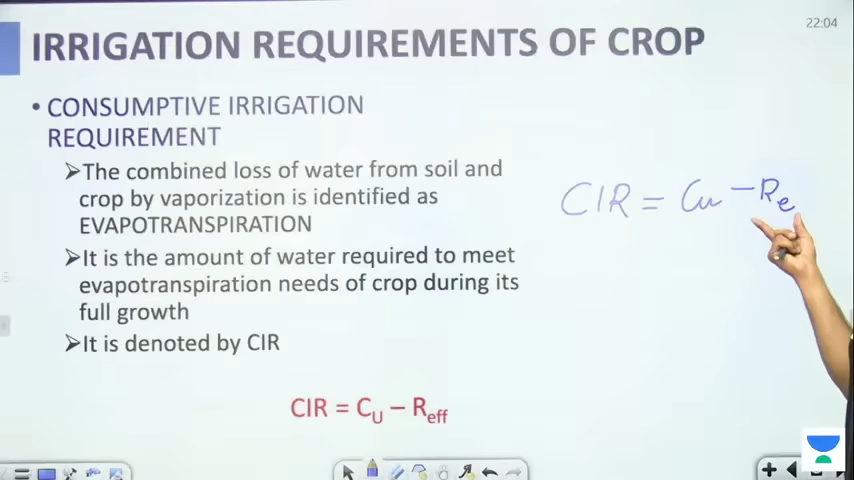 22:04
IRRIGATION REQUIREMENTS OF CROP
• CONSUMPTIVE IRRIGATION
REQUIREMENT
➢The combined loss of water from soil and
crop by vaporization is identified as
EVAPOTRANSPIRATION
➢It is the amount of water required to meet
evapotranspiration needs of crop during its
full growth
➢It is denoted by CIR
CIR = C_U – R_eff
CIR = Cu – Re